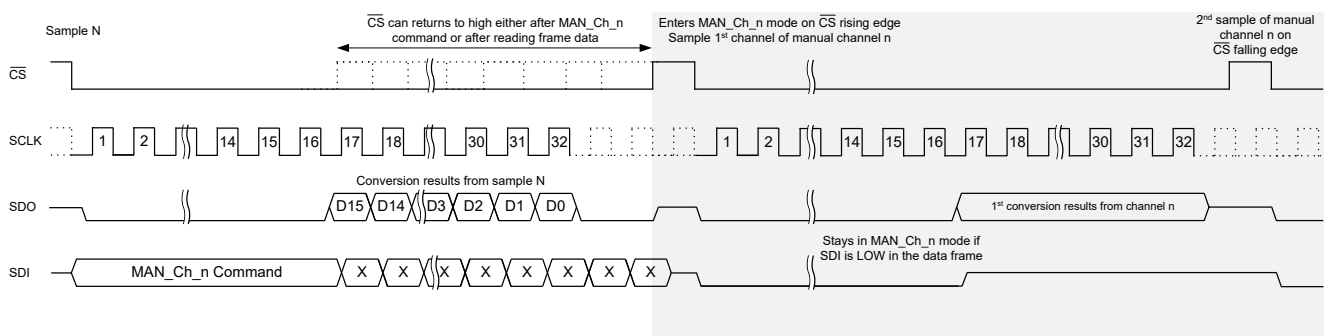 Sample N
CS can returns to high either after MAN_Ch_n
command or after reading frame data
Enters MAN_Ch_n mode on CS rising edge
Sample 1st channel of manual channel n
2nd sample of manual
channel n on
CS falling edge
CS
SCLK
1 2 14 15 16 17 18 30 31 32 1 2 14 15 16 17 18 30 31 32
Conversion results from sample N
SDO
D15 D14 D3 D2 D1 D0
1st conversion results from channel n
Stays in MAN_Ch_n mode if
SDI is LOW in the data frame
SDI
MAN_Ch_n Command X X X X X X X X